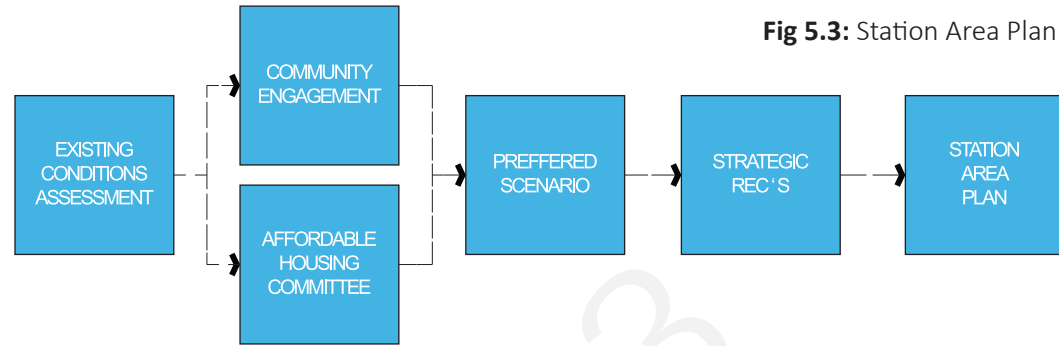 Fig 5.3: Station Area Plan
EXISTING
CONDITIONS
ASSESSMENT
COMMUNITY
ENGAGEMENT
AFFORDABLE
HOUSING
COMMITTEE
PREFFERED
SCENARIO
STRATEGIC
REC‘S
STATION
AREA
PLAN